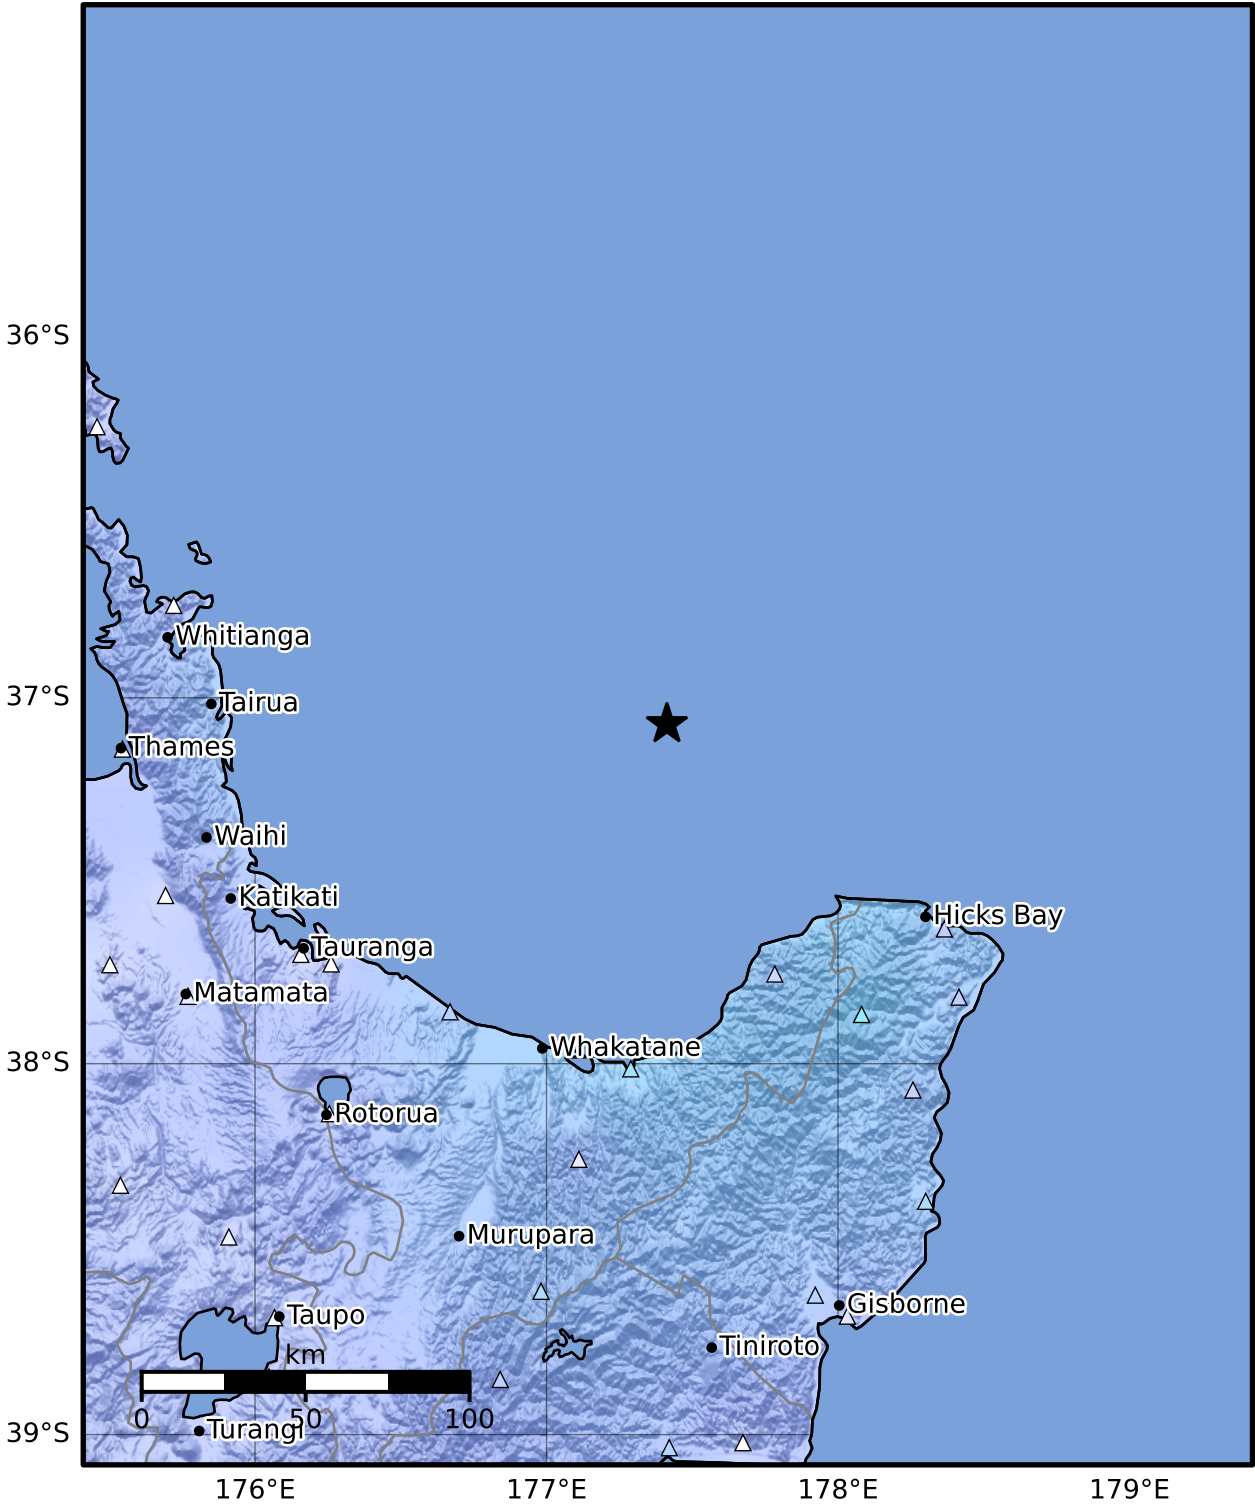 36°S
Whitianga
37°S
Tairua
Thames
Waihi
Katikati
Hicks Bay
Tauranga
Matamata
Whakatane
38°S
Rotorua
Murupara
Gisborne
Taupo
Tiniroto
km
0 50 100
Turangi
39°S
176°E 177°E 178°E 179°E